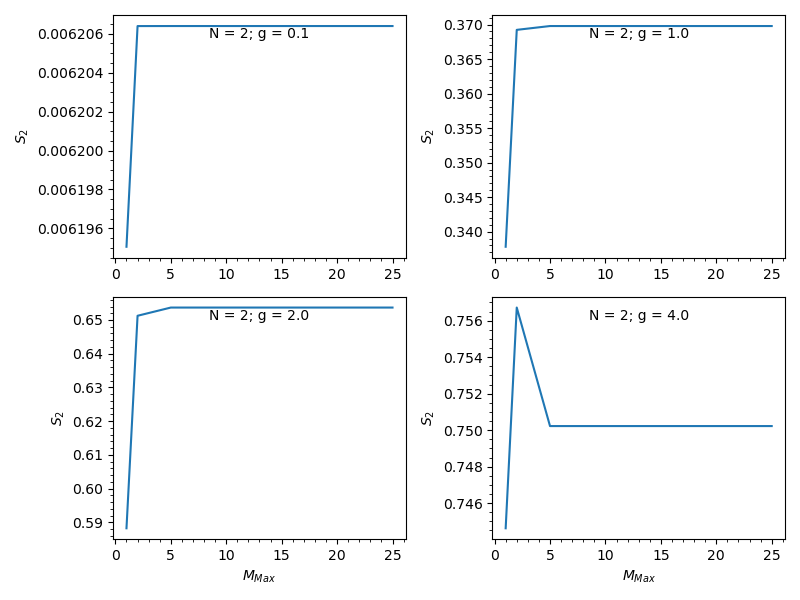 N = 2; g = 0.1
0.006206
0.006204
0.006202
0.006200
0.006198
0.006196
S2
0 5 10 15 20 25
N = 2; g = 1.0
0.370
0.365
0.360
0.355
0.350
0.345
0.340
S2
0 5 10 15 20 25
N = 2; g = 2.0
0.65
0.64
0.63
0.62
0.61
0.60
0.59
S2
0 5 10 15 20 25
MMax
N = 2; g = 4.0
0.756
0.754
0.752
0.750
0.748
0.746
S2
0 5 10 15 20 25
MMax